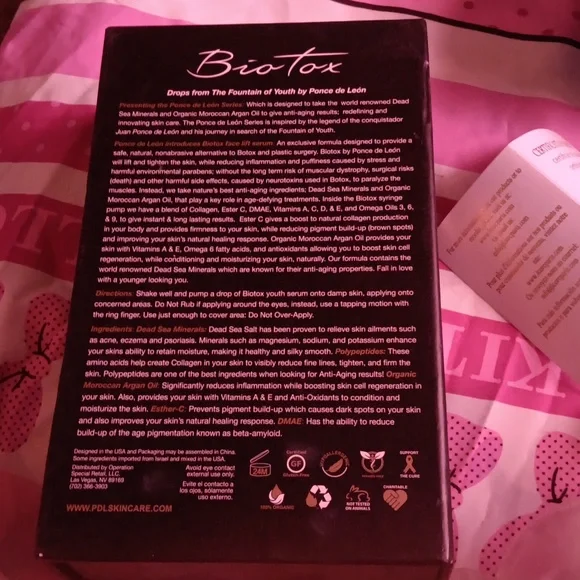 BioTox
Drops from The Fountain of Youth by Ponce de León
Presenting the Ponce de León Series: Which is designed to take the world renowned Dead
Sea Minerals and Organic Moroccan Argan Oil to give anti-aging results; redefining and
innovating skin care. The Ponce de León Series is inspired by the legend of the conquistador
Juan Ponce de León and his journey in search of the Fountain of Youth.
Ponce de León introduces Biotox face lift serum An exclusive formula designed to provide a
safe, natural, nonabrasive alternative to Botox and plastic surgery. Biotox by Ponce de León
will lift and tighten the skin, while reducing inflammation and puffiness caused by stress and
harmful environmental parabens; without the long term risk of muscular dystrophy, surgical risks
(death) and other harmful side effects, caused by neurotoxins used in Botox, to paralyze the
muscles. Instead, we take nature's best anti-aging ingredients; Dead Sea Minerals and Organic
Moroccan Argan Oil, that play a key role in age-defying treatments. Inside the Biotox syringe
pump we have a blend of Collagen, Ester C, DMAE, Vitamins A, C, D, & E, and Omega Oils 3, 6,
& 9, to give instant & long lasting results. Ester C gives a boost to natural collagen production
in your body and provides firmness to your skin, while reducing pigment build-up (brown spots)
and improving your skin's natural healing response. Organic Moroccan Argan Oil provides your
skin with Vitamins A & E, Omega 6 fatty acids, and antioxidants allowing you to boost skin cell
regeneration, while conditioning and moisturizing your skin, naturally. Our formula contains the
world renowned Dead Sea Minerals which are known for their anti-aging properties. Fall in love
with a younger looking you.
Directions: Shake well and pump a drop of Biotox youth serum onto damp skin, applying onto
concerned areas. Do Not Rub if applying around the eyes, instead, use a tapping motion with
the ring finger. Use just enough to cover area: Do Not Over-Apply.
Ingredients: Dead Sea Minerals: Dead Sea Salt has been proven to relieve skin ailments such
as acne, eczema and psoriasis. Minerals such as magnesium, sodium, and potassium enhance
your skins ability to retain moisture, making it healthy and silky smooth. Polypeptides: These
amino acids help create Collagen in your skin to visibly reduce fine lines, tighten, and firm the
skin. Polypeptides are one of the best ingredients when looking for Anti-Aging results! Organic
Moroccan Argan Oil: Significantly reduces inflammation while boosting skin cell regeneration in
your skin. Also, provides your skin with Vitamins A & E and Anti-Oxidants to condition and
moisturize the skin. Esther-C: Prevents pigment build-up which causes dark spots on your skin
and also improves your skin's natural healing response. DMAE: Has the ability to reduce
build-up of the age pigmentation known as beta-amyloid.
Designed in the USA and Packaging may be assembled in China.
Some ingredients imported from Israel and mixed in the USA.
Distributed by Operation
Special Retail, LLC.
Las Vegas, NV 89169
(702) 366-3903
Avoid eye contact
external use only.
Evite el contacto a
los ojos, sólamente
uso externo.
WWW.PDLSKINCARE.COM
24M
Certified
GF
Gluten-Free
SUPPORT
THE CURE
100% ORGANIC
NOT TESTED
ON ANIMALS
CHARITABLE